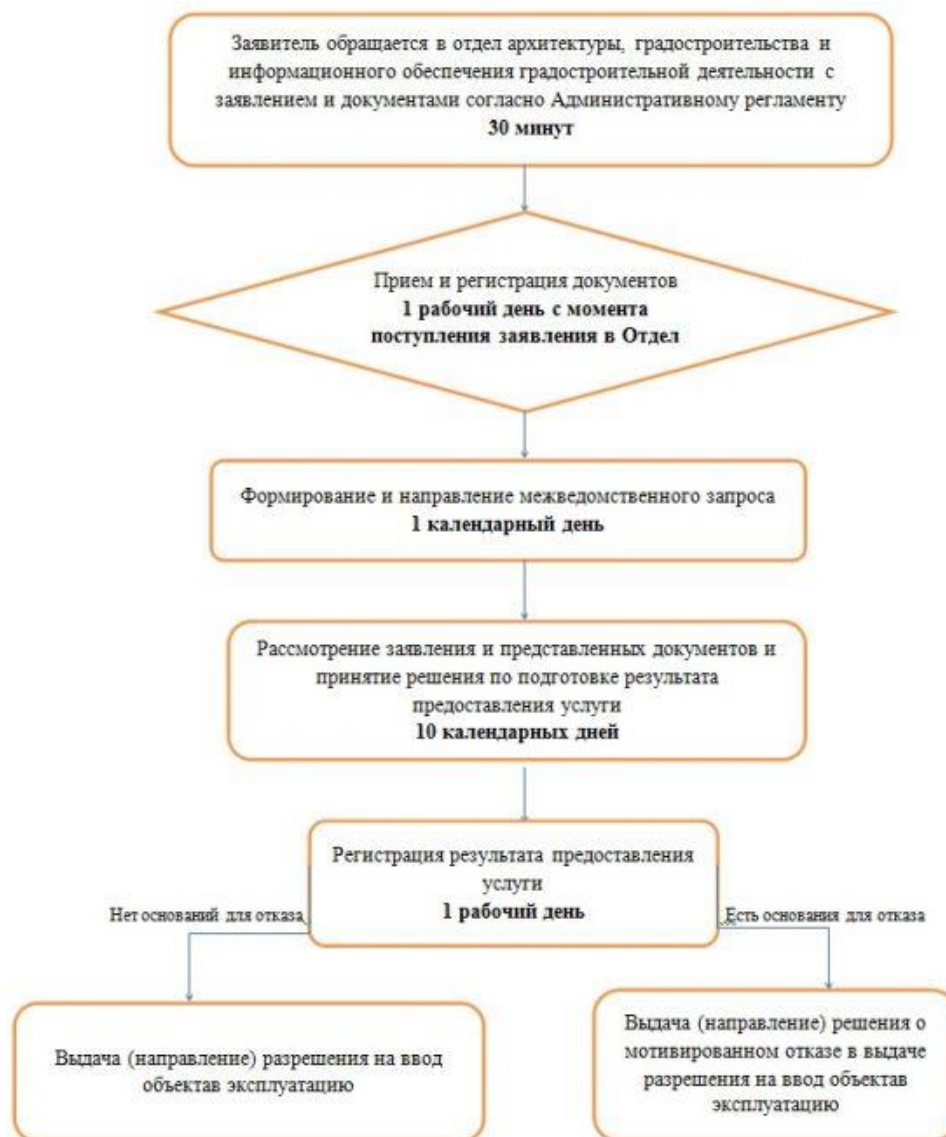 Заявитель обращается в отдел архитектуры, градостроительства и
информационного обеспечения градостроительной деятельности с
заявлением и документами согласно Административному регламенту
30 минут
Прием и регистрация документов
1 рабочий день с момента
поступления заявления в Отдел
Формирование и направление межведомственного запроса
1 календарный день
Рассмотрение заявления и представленных документов и
принятие решения по подготовке результата
предоставления услуги
10 календарных дней
Регистрация результата предоставления
услуги
1 рабочий день
Нет оснований для отказа
Есть основания для отказа
Выдача (направление) разрешения на ввод
объектав эксплуатацию
Выдача (направление) решения о
мотивированном отказе в выдаче
разрешения на ввод объектав
эксплуатацию